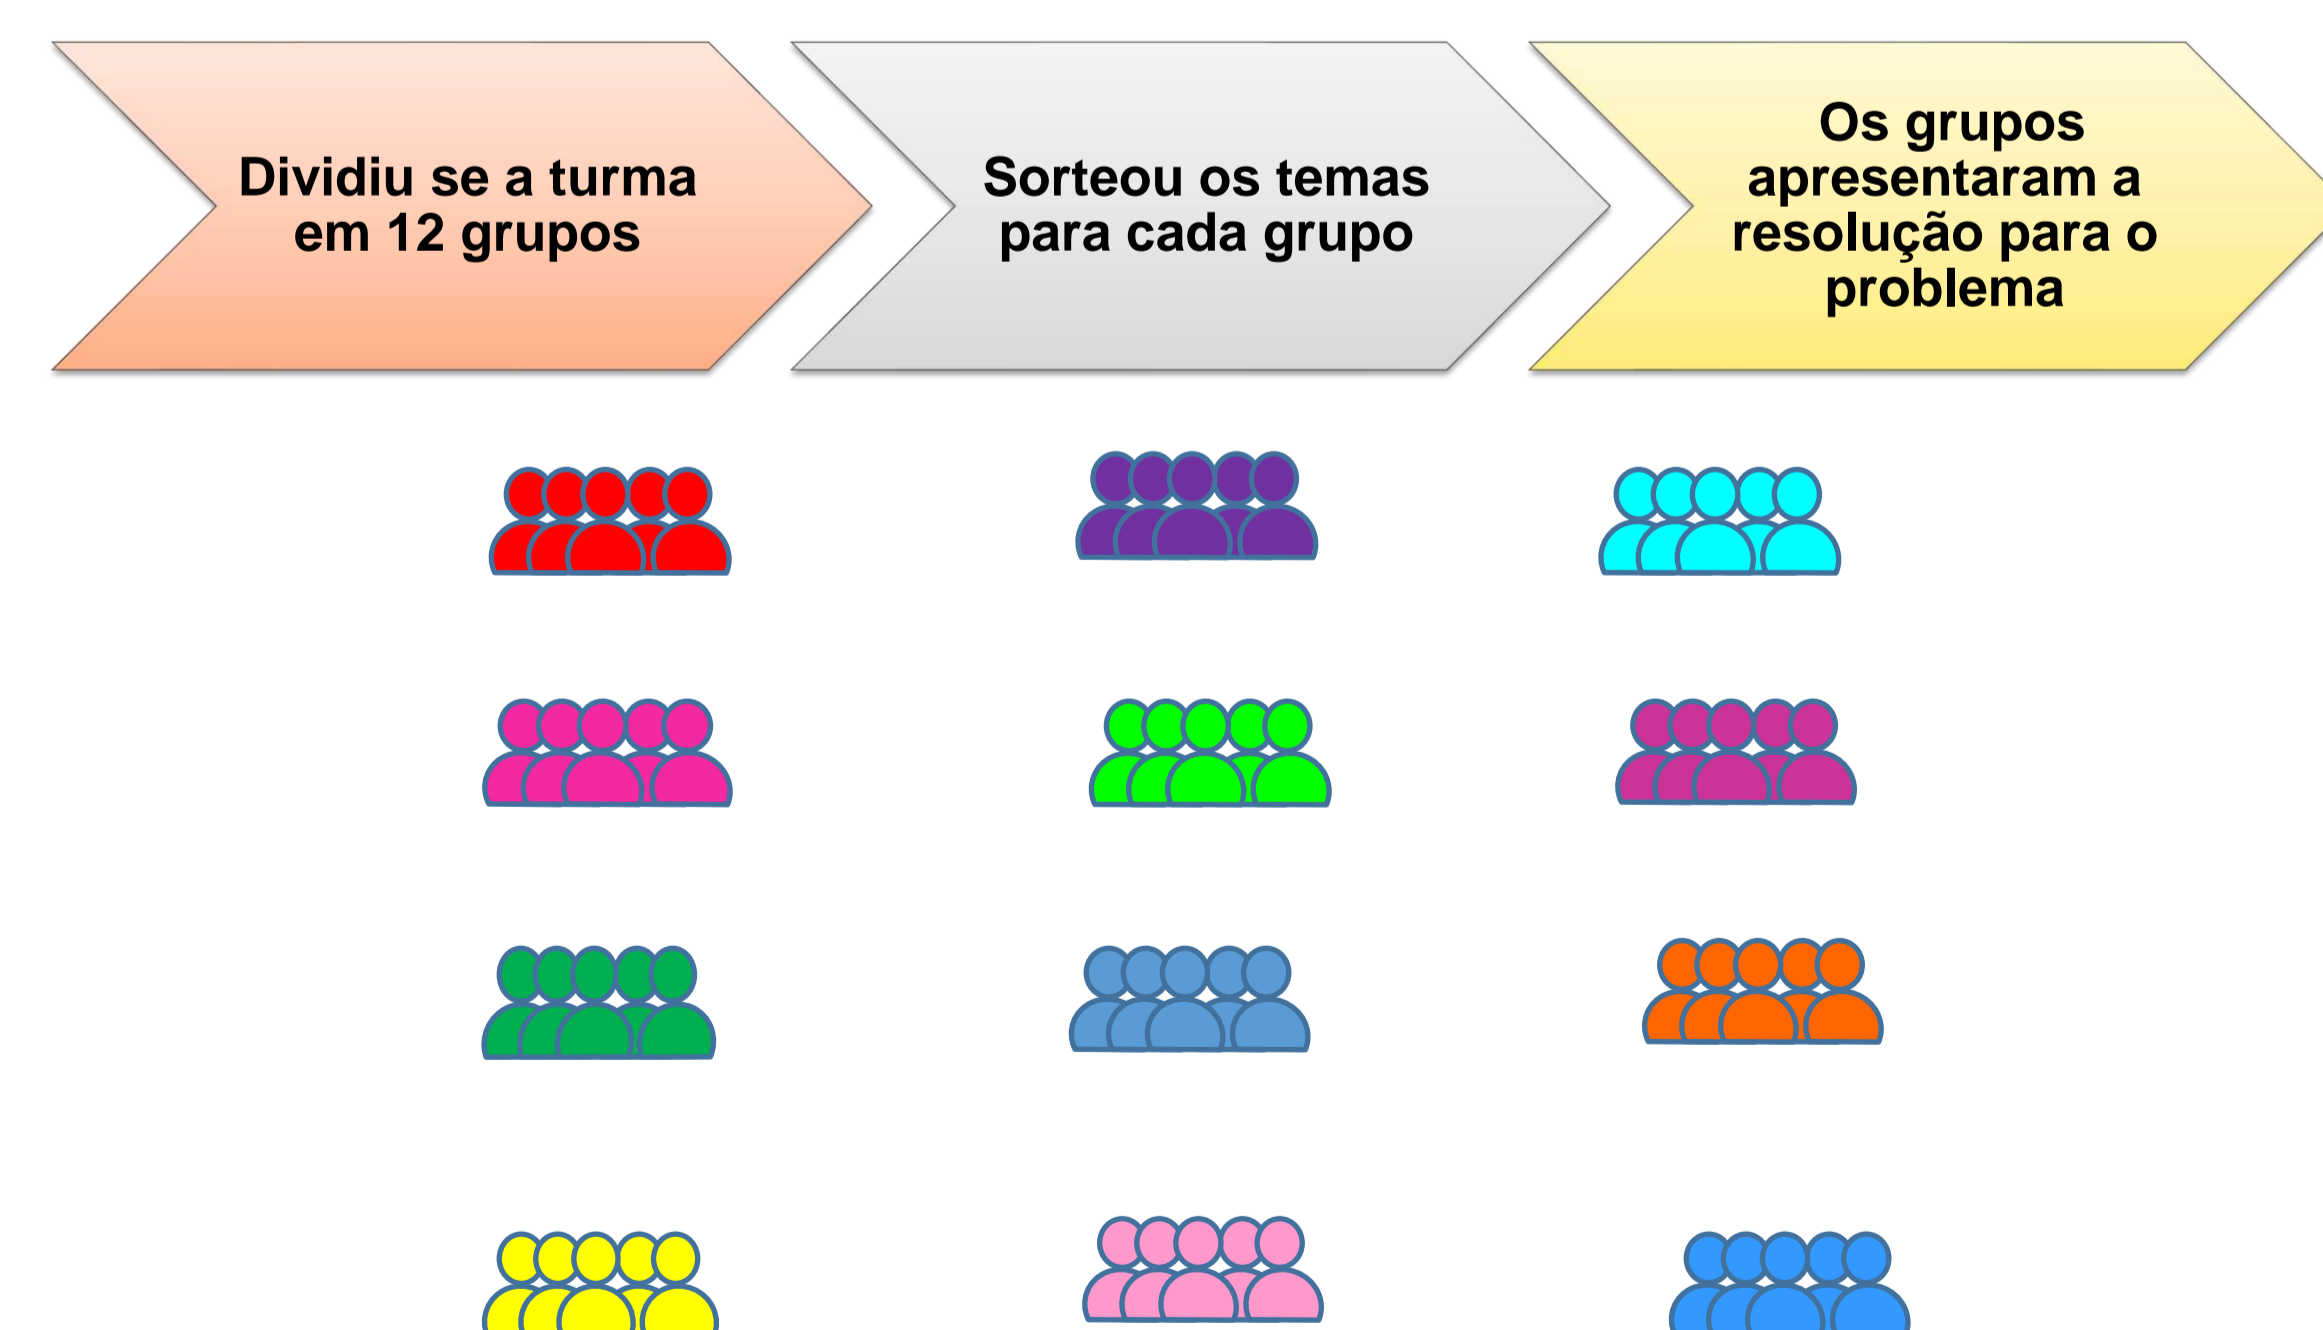 Dividiu se a turma
em 12 grupos
Sorteou os temas
para cada grupo
Os grupos
apresentaram a
resolução para o
problema